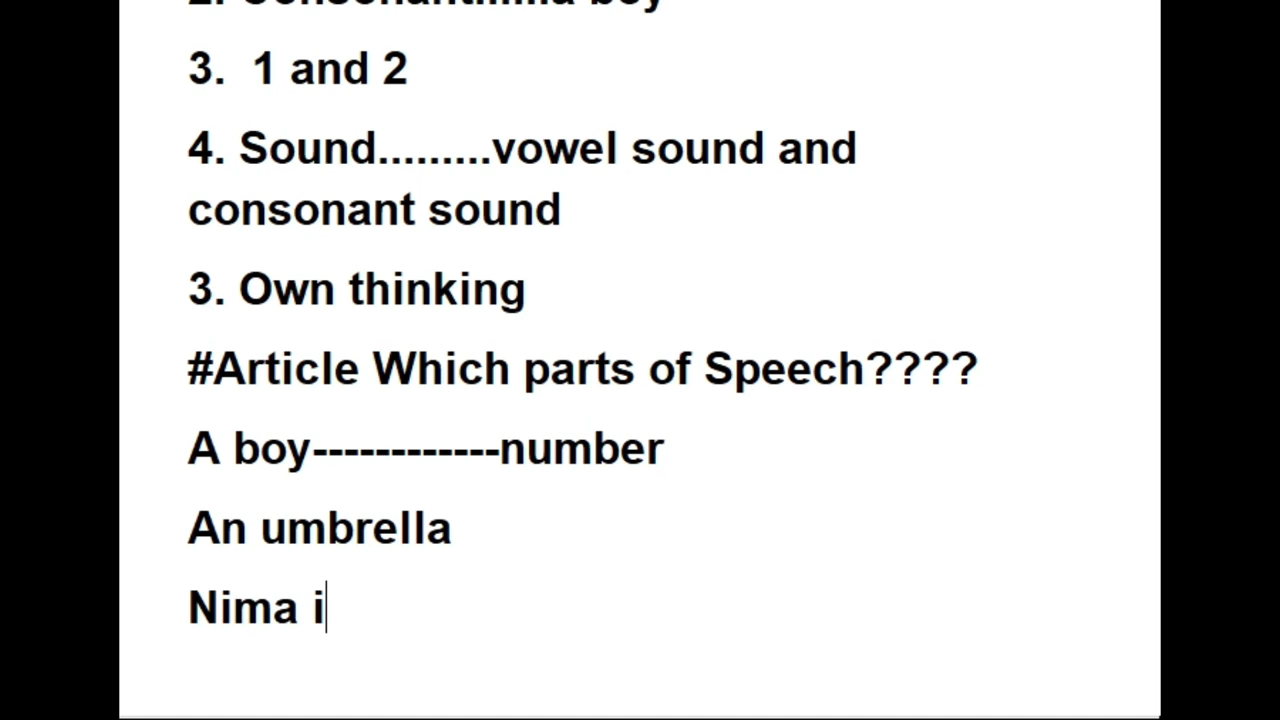 3. 1 and 2
4. Sound.........vowel sound and
consonant sound
3. Own thinking
#Article Which parts of Speech????
A boy------------number
An umbrella
Nima i